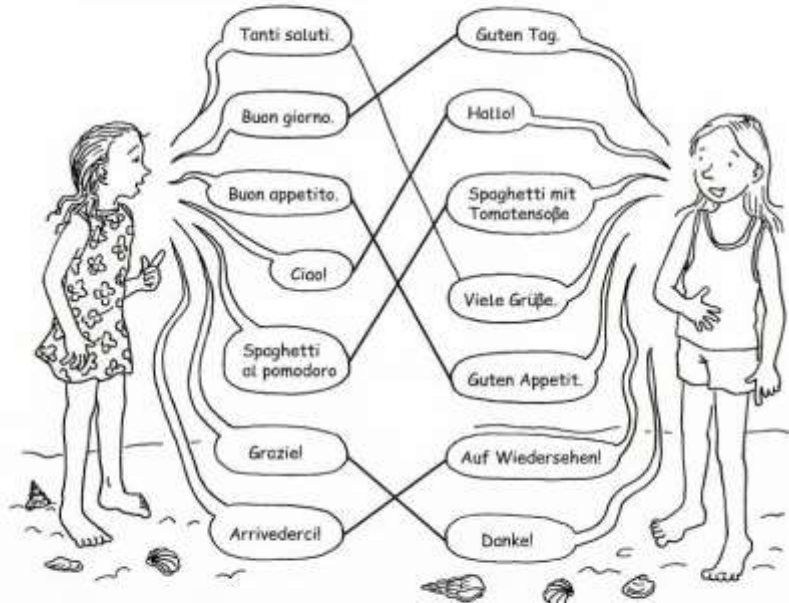 Tanti saluti.
Buon giorno.
Buon appetito.
Ciao!
Spaghetti
al pomodoro
Grazie!
Arrivederci!
Guten Tag.
Hallo!
Spaghetti mit
Tomatensoße
Viele Grüße.
Guten Appetit.
Auf Wiedersehen!
Danke!